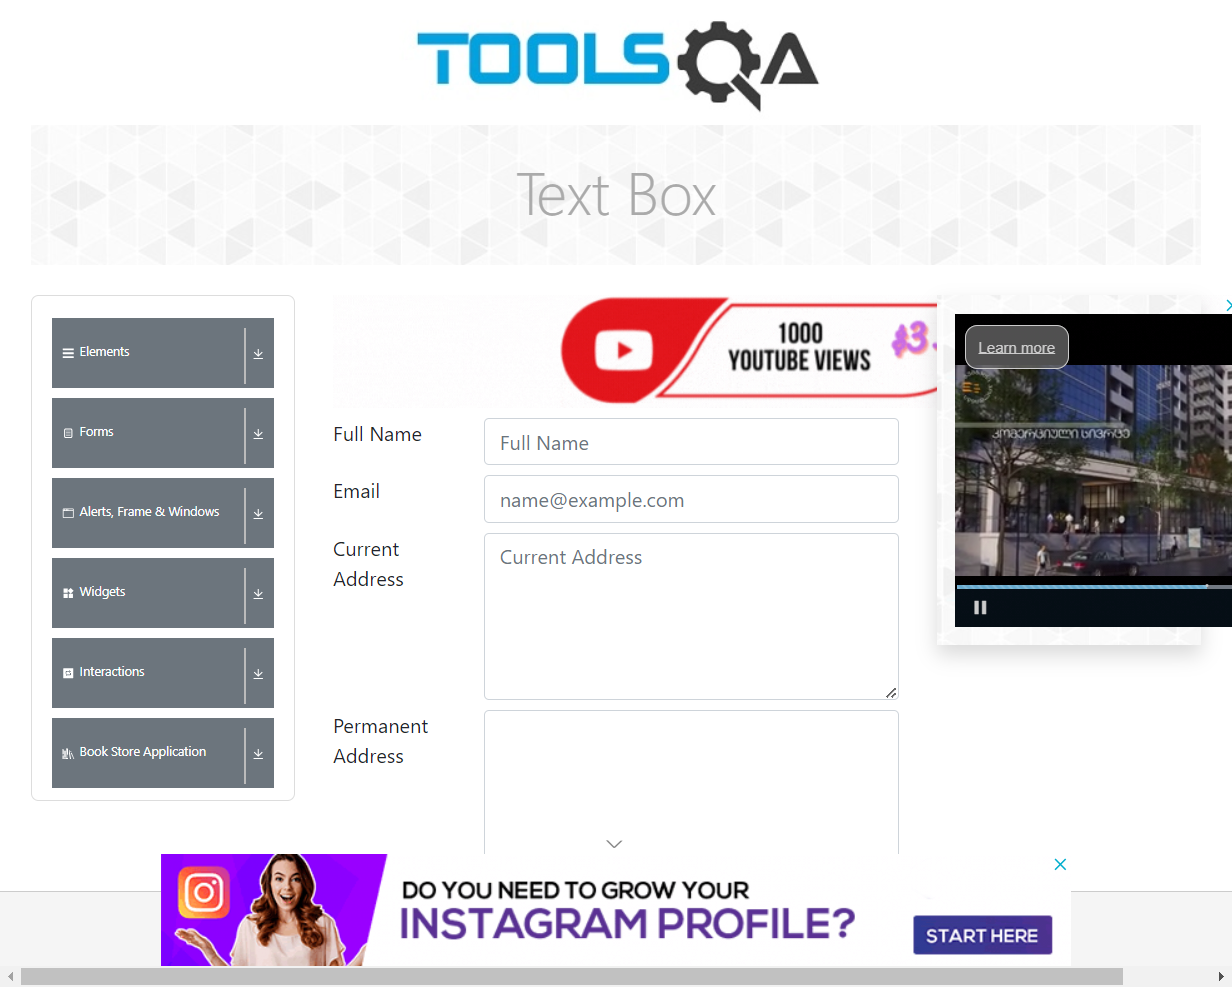 TOOLSQA
Text Box
Elements
Forms
Alerts, Frame & Windows
Widgets
Interactions
Book Store Application
1000
YOUTUBE VIEWS
$3
Full Name
Full Name
Email
name@example.com
Current
Address
Current Address
Permanent
Address
Learn more
კომერციული სივრცე
DO YOU NEED TO GROW YOUR
INSTAGRAM PROFILE?
START HERE